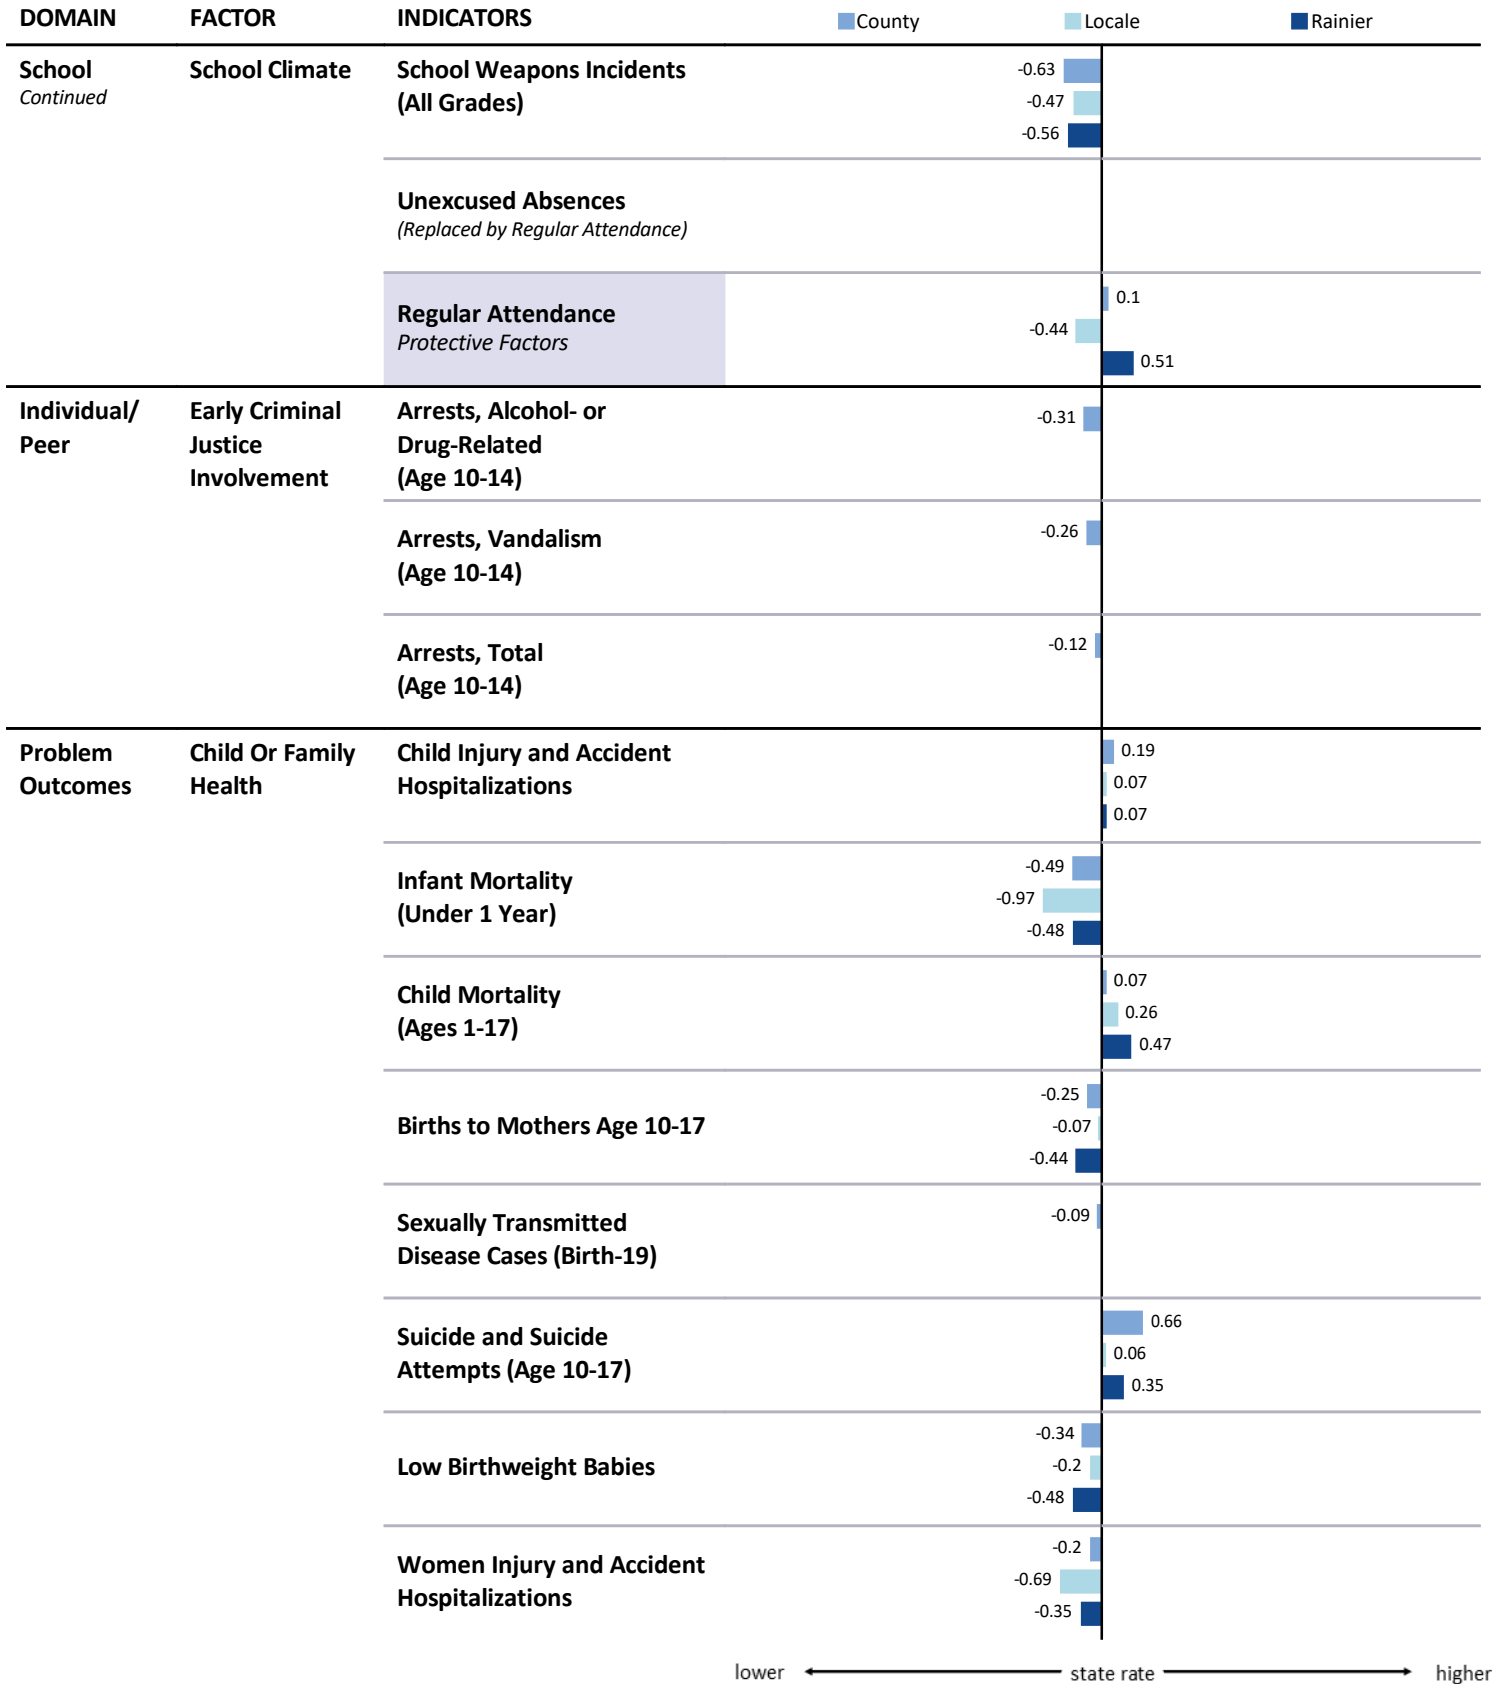 DOMAIN FACTOR INDICATORS County Locale Rainier
School School Climate School Weapons Incidents
Continued (All Grades)
-0.63
-0.47
-0.56
Unexcused Absences
(Replaced by Regular Attendance)
Regular Attendance
Protective Factors
0.1
-0.44
0.51
Individual/ Early Criminal Arrests, Alcohol- or
Peer Justice Drug-Related
Involvement (Age 10-14)
-0.31
Arrests, Vandalism
(Age 10-14)
-0.26
Arrests, Total
(Age 10-14)
-0.12
Problem Child Or Family Child Injury and Accident
Outcomes Health Hospitalizations
0.19
0.07
0.07
Infant Mortality
(Under 1 Year)
-0.49
-0.97
-0.48
Child Mortality
(Ages 1-17)
0.07
0.26
0.47
Births to Mothers Age 10-17
-0.25
-0.07
-0.44
Sexually Transmitted
Disease Cases (Birth-19)
-0.09
Suicide and Suicide
Attempts (Age 10-17)
0.66
0.06
0.35
Low Birthweight Babies
-0.34
-0.2
-0.48
Women Injury and Accident
Hospitalizations
-0.2
-0.69
-0.35
lower state rate higher